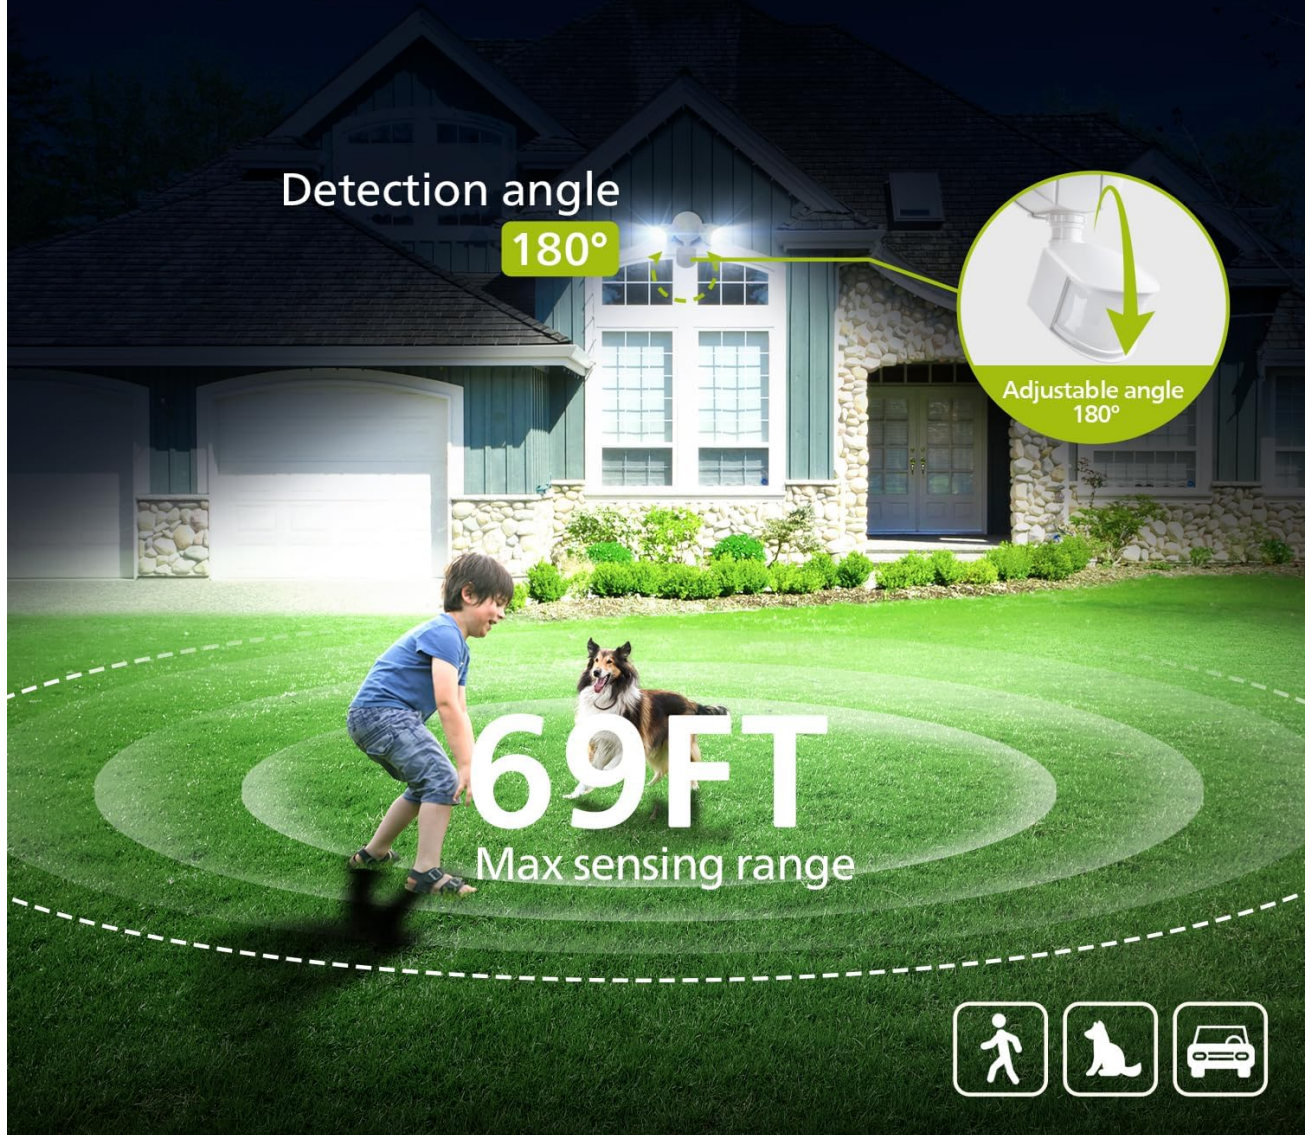 Detection angle
180°
Adjustable angle
180°
69FT
Max sensing range